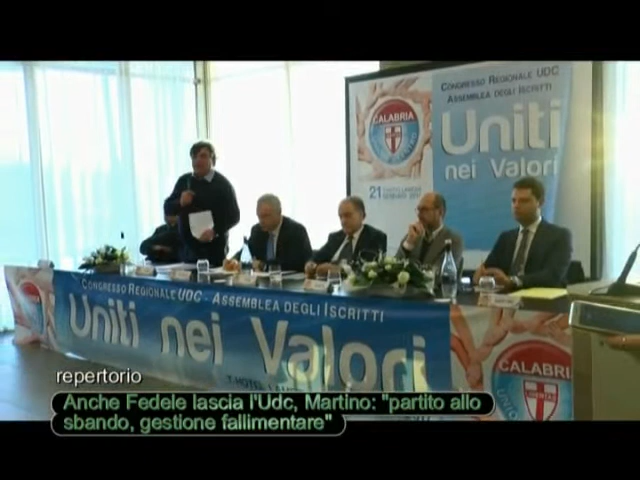 CONGRESSO REGIONALE UDC
ASSEMBLEA DEGLI ISCRITTI
Uniti
nei Valori
CALABRIA
21
CONGRESSO REGIONALE UDC - ASSEMBLEA DEGLI ISCRITTI
Uniti nei Valori
T-HOTEL
CALABRIA
repertorio
Anche Fedele lascia l'Udc, Martino: "partito allo
sbando, gestione fallimentare"